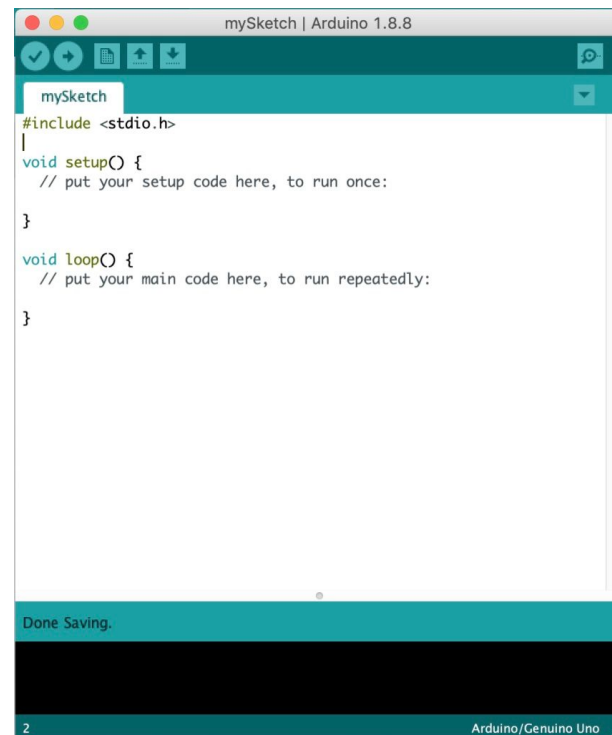 mySketch | Arduino 1.8.8
mySketch
#include <stdio.h>
void setup() {
// put your setup code here, to run once:
}
void loop() {
// put your main code here, to run repeatedly:
}
Done Saving.
2
Arduino/Genuino Uno